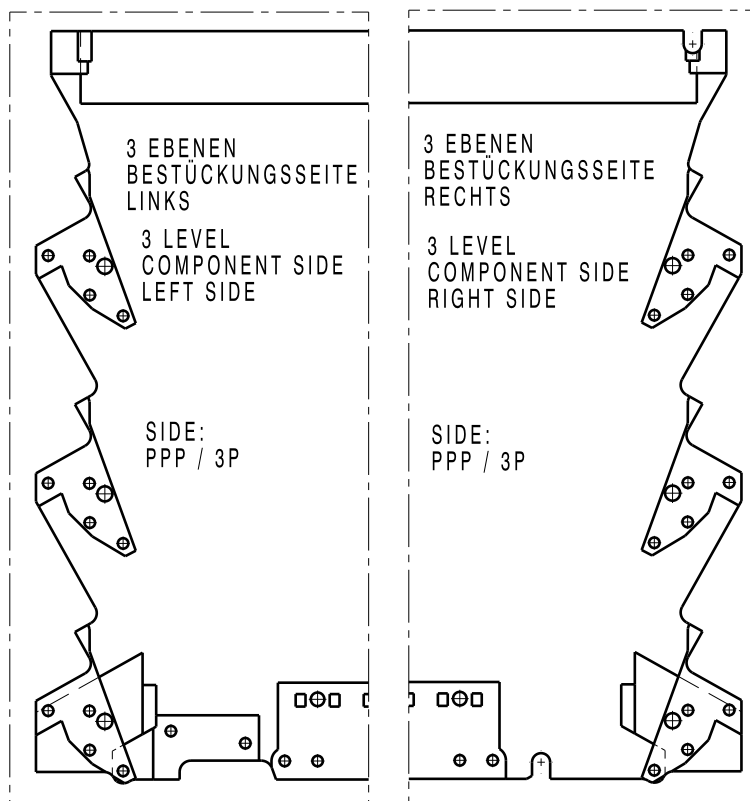 3 EBENEN
BESTÜCKUNGSSEITE
LINKS
3 LEVEL
COMPONENT SIDE
LEFT SIDE
SIDE:
PPP / 3P
3 EBENEN
BESTÜCKUNGSSEITE
RECHTS
3 LEVEL
COMPONENT SIDE
RIGHT SIDE
SIDE:
PPP / 3P